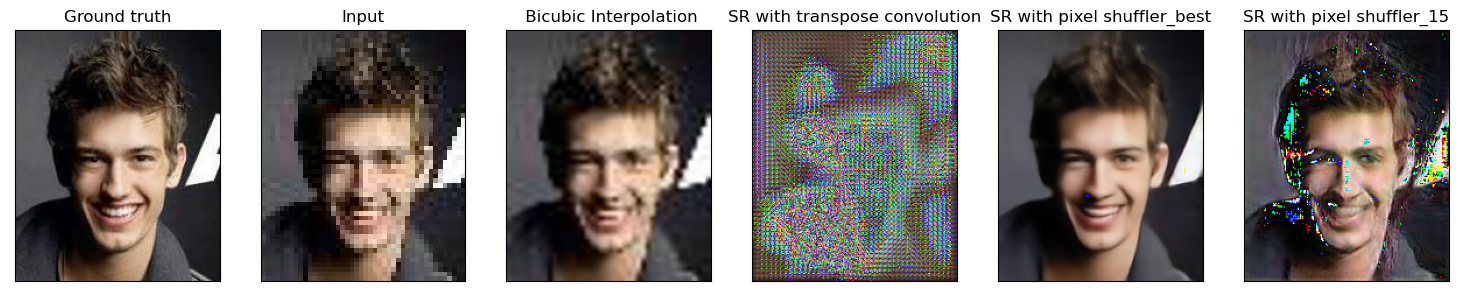 Ground truth
Input
Bicubic Interpolation
SR with transpose convolution
SR with pixel shuffler_best
SR with pixel shuffler_15